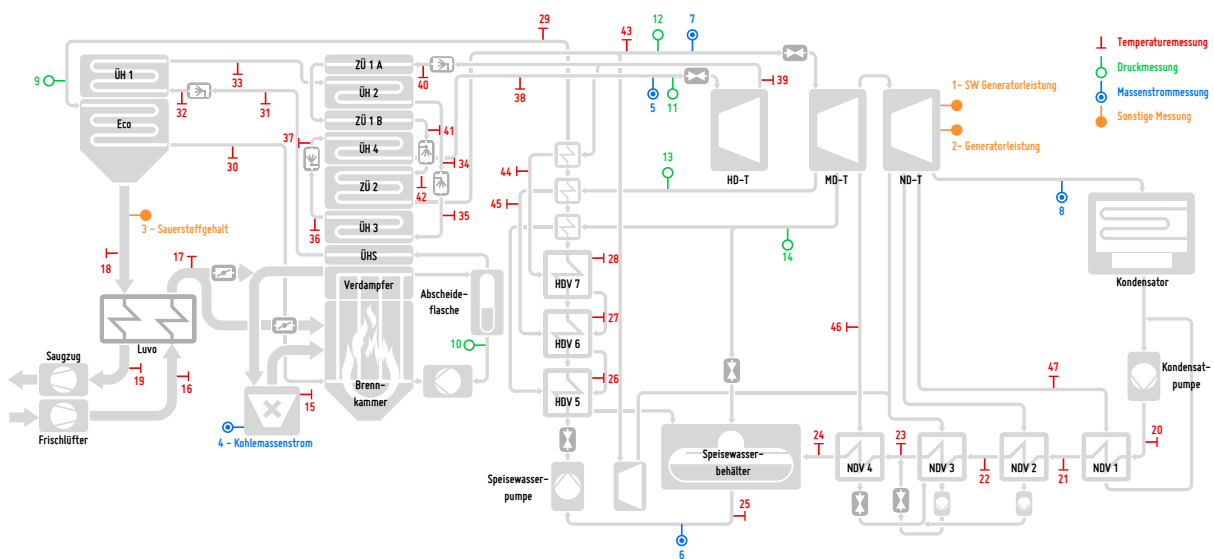 29
43
12
7
Temperaturemessung
Druckmessung
Massenstrommessung
Sonstige Messung
9
ÜH 1
33
32
31
Eco
30
ZÜ 1 A
ÜH 2
ZÜ 1 B
ÜH 4
ZÜ 2
ÜH 3
ÜHS
Verdampfer
Brenn-
kammer
40
38
5
11
39
1- SW Generatorleistung
2- Generatorleistung
37
41
34
42
35
36
44
45
13
HD-T
MD-T
ND-T
8
14
Kondensator
3 - Sauerstoffgehalt
18
17
Luvo
Saugzug
19
16
Frischlüfter
15
4 - Kohlemassenstrom
Abscheide-
flasche
10
28
HDV 7
27
HDV 6
26
HDV 5
46
47
Kondensat-
pumpe
20
Speisewasser-
pumpe
Speisewasser-
behälter
24
23
NDV 4
NDV 3
22
NDV 2
21
NDV 1
25
6